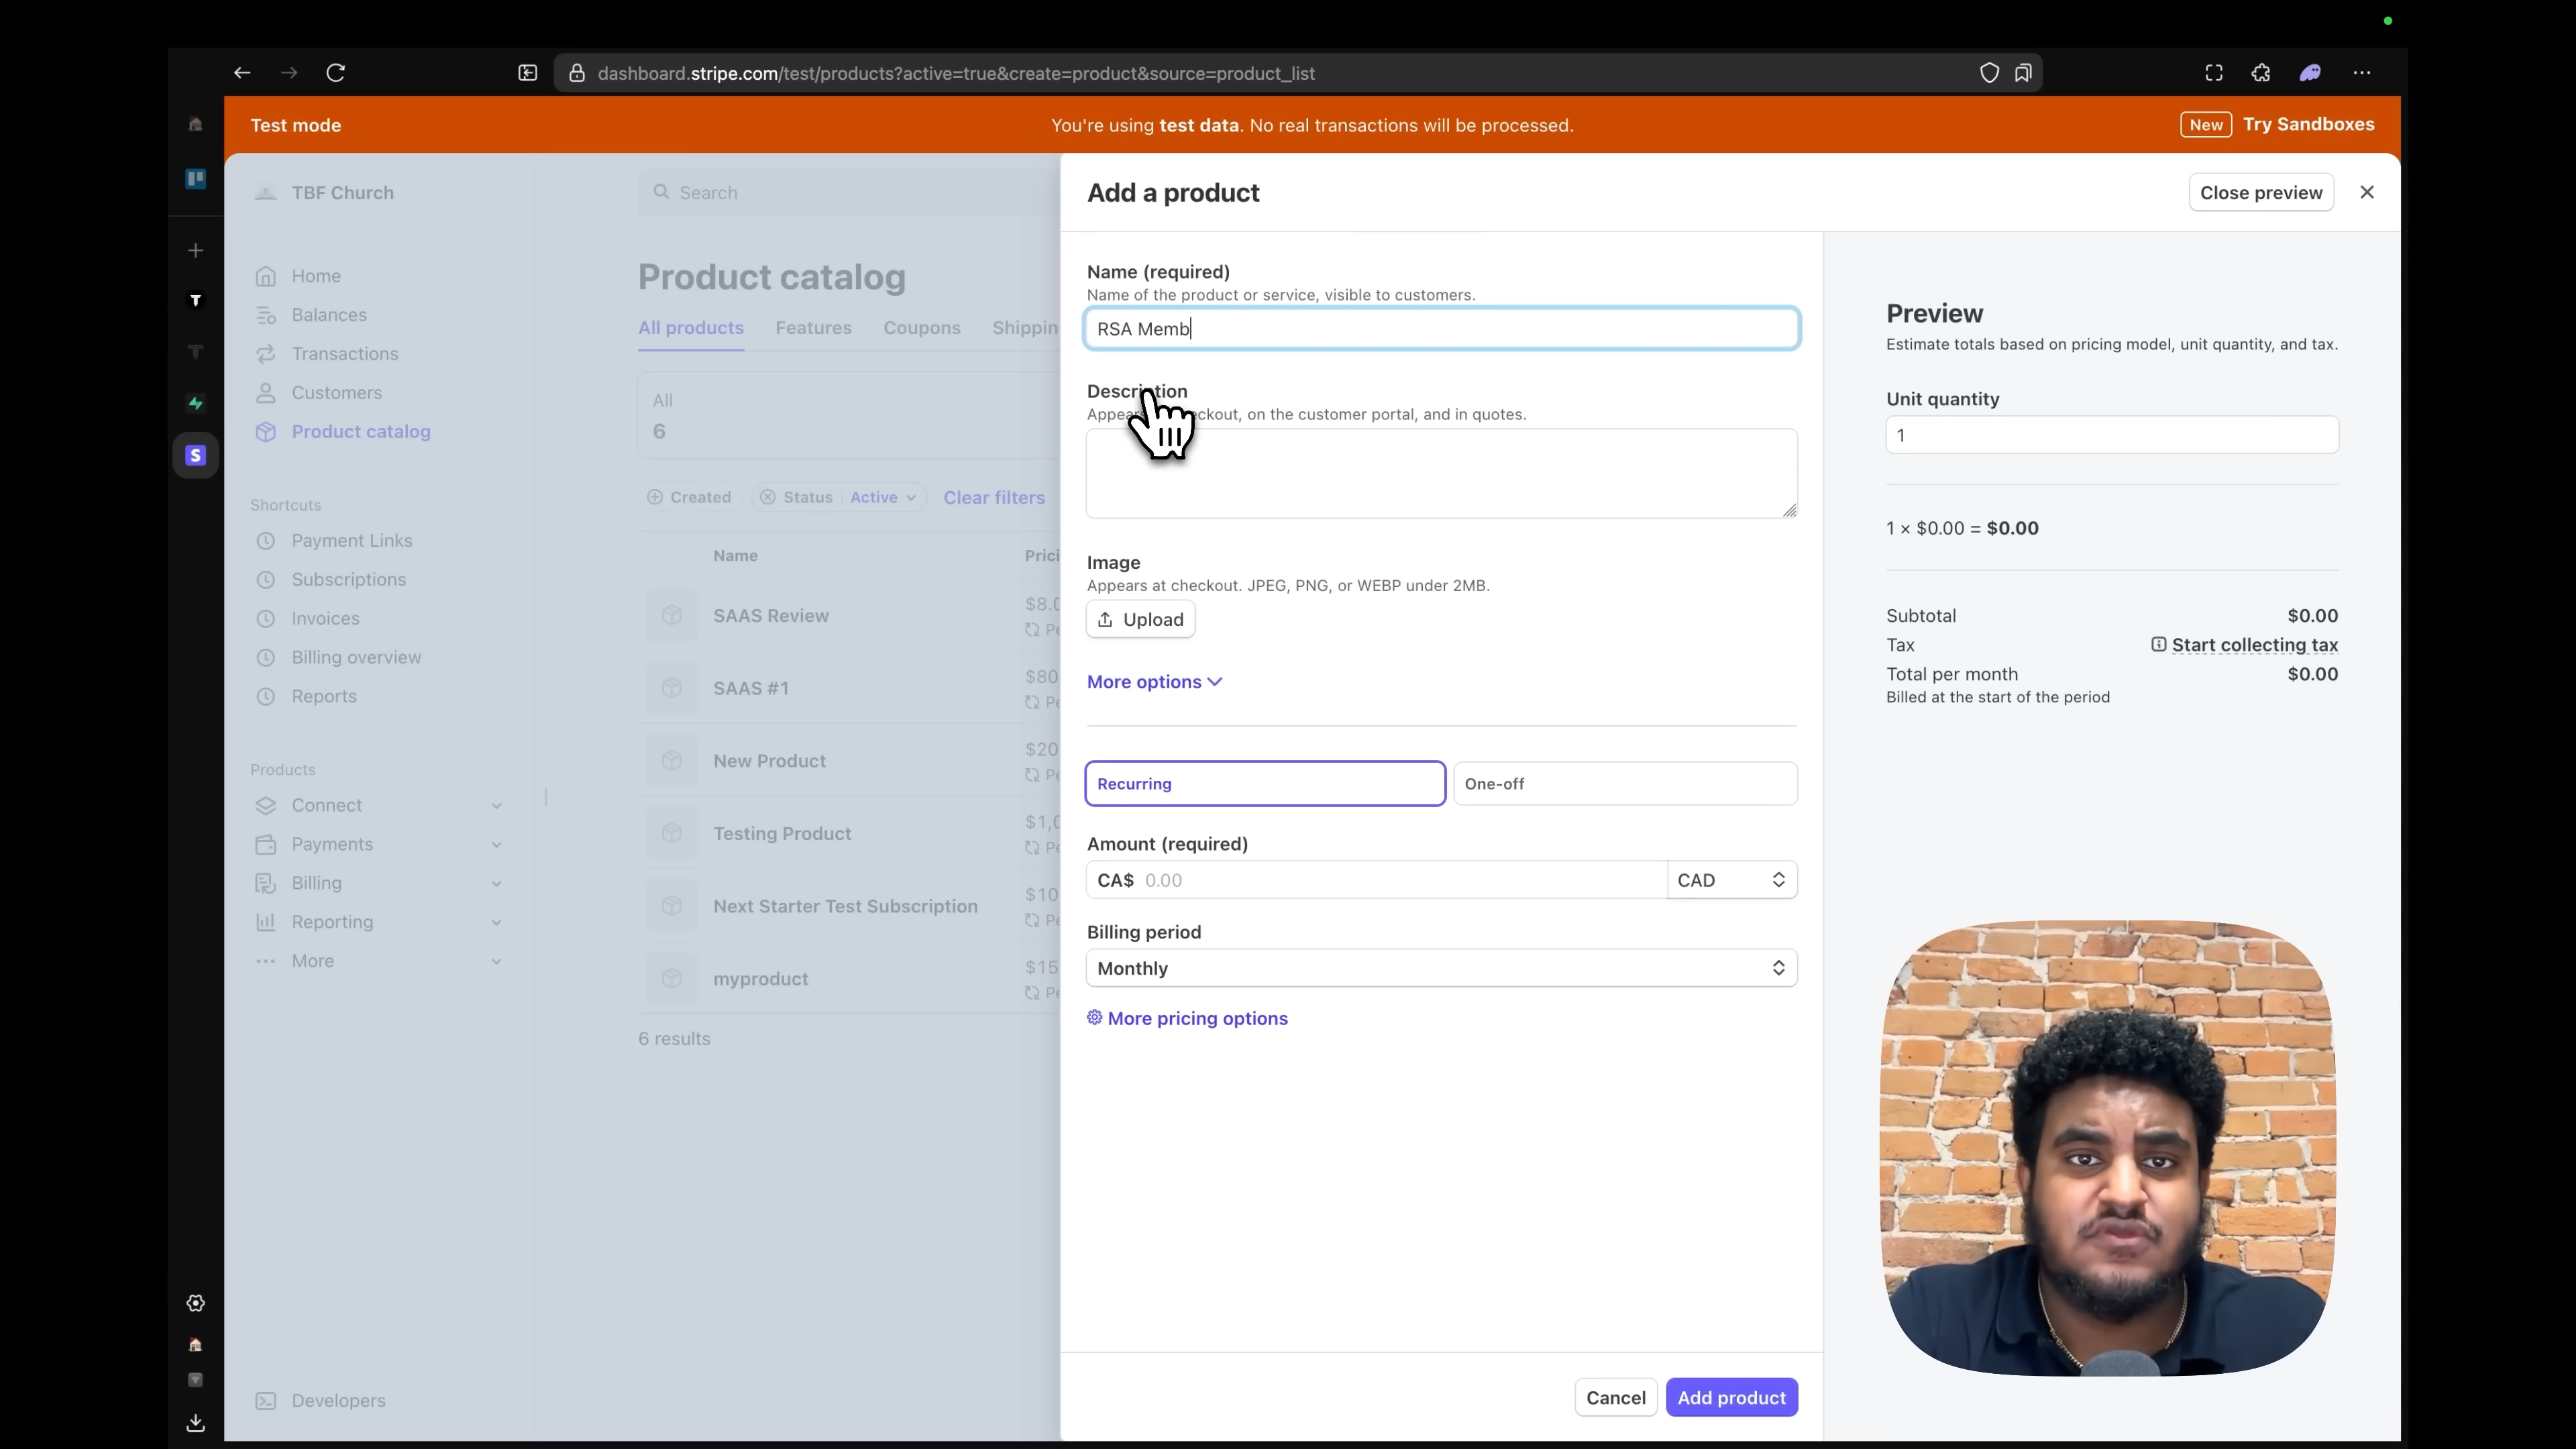 dashboard.stripe.com/test/products?active=true&create=product&source=product_list
Test mode
You're using test data. No real transactions will be processed.
New
Try Sandboxes
TBF Church
Home
Balances
Transactions
Customers
Product catalog
Shortcuts
Payment Links
Subscriptions
Invoices
Billing overview
Reports
Products
Connect
Payments
Billing
Reporting
More
Developers
Search
Product catalog
All products
Features
Coupons
All
6
Created
Status
Active
Clear filters
Name
SAAS Review
SAAS #1
New Product
Testing Product
Next Starter Test Subscription
myproduct
6 results
Add a product
Close preview
Name (required)
Name of the product or service, visible to customers.
RSA Memb
Description
on the customer portal, and in quotes.
Image
Appears at checkout. JPEG, PNG, or WEBP under 2MB.
Upload
More options
Recurring
One-off
Amount (required)
CA$ 0.00
CAD
Billing period
Monthly
More pricing options
Cancel
Add product
Preview
Estimate totals based on pricing model, unit quantity, and tax.
Unit quantity
1
1 × $0.00 = $0.00
Subtotal $0.00
Tax Start collecting tax
Total per month $0.00
Billed at the start of the period